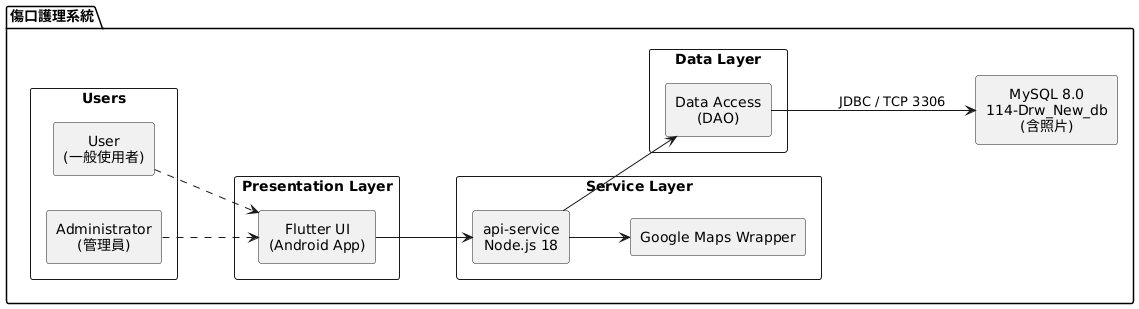 傷口護理系統
Users
User
(一般使用者)
Administrator
(管理員)
Presentation Layer
Flutter UI
(Android App)
Service Layer
api-service
Node.js 18
Google Maps Wrapper
Data Layer
Data Access
(DAO)
JDBC / TCP 3306
MySQL 8.0
114-Drw_New_db
(含照片)